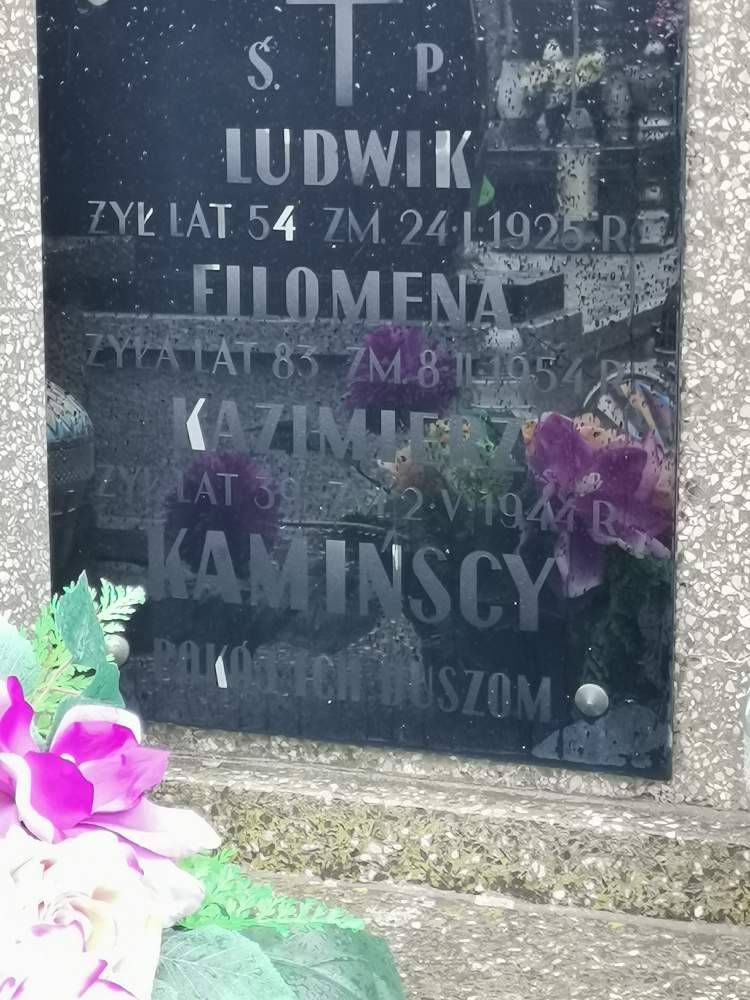 Ś. P
LUDWIK
ŻYŁ LAT 54 ZM. 24·I·1925 R.
FILOMENA
ŻYŁA LAT 83 ZM. 8·II·1954 R.
KAZIMIERZ
ŻYŁ LAT 39 ZM. 2·V·1944 R.
KAMIŃSCY
POKÓJ ICH DUSZOM